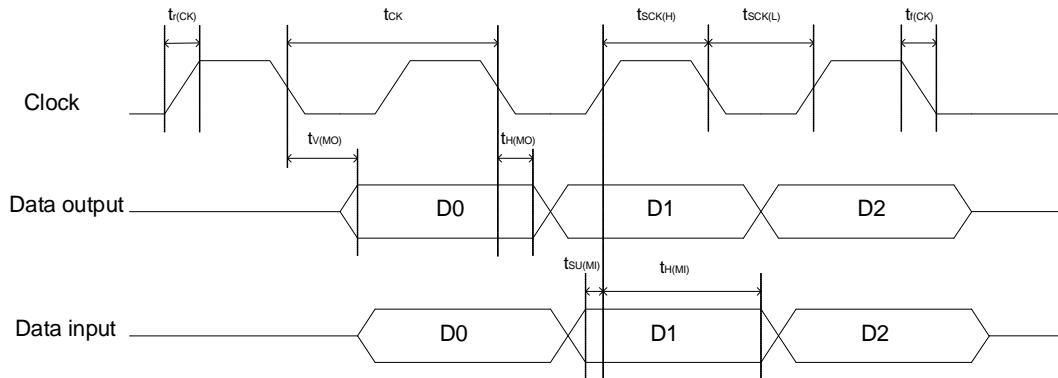 tr(CK) tCK tSCK(H) tSCK(L) tf(CK)
Clock
tV(MO) tH(MO)
Data output D0 D1 D2
tSU(MI) tH(MI)
Data input D0 D1 D2